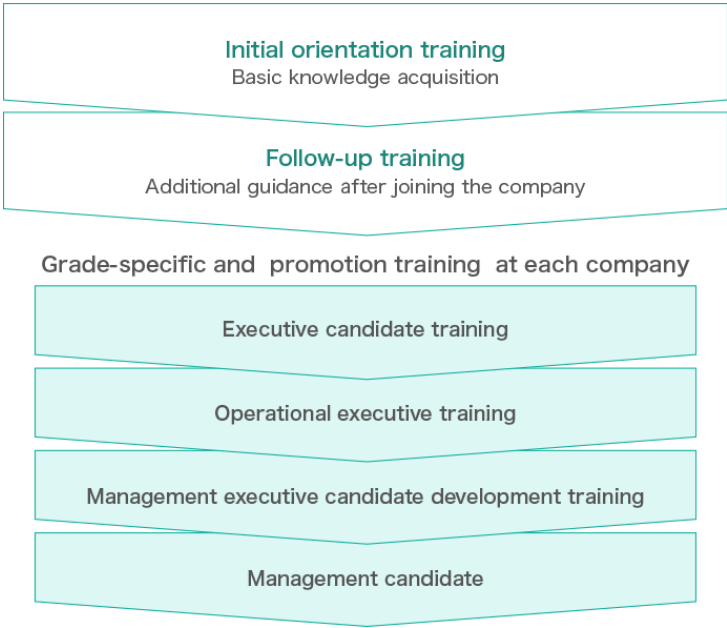 Initial orientation training
Basic knowledge acquisition
Follow-up training
Additional guidance after joining the company
Grade-specific and promotion training at each company
Executive candidate training
Operational executive training
Management executive candidate development training
Management candidate